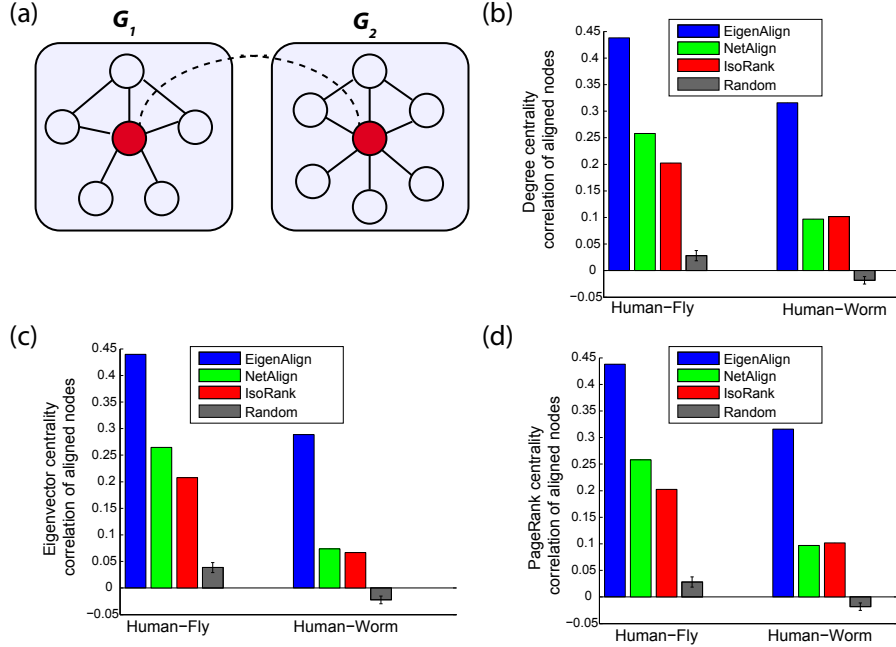 (a)
G1
G2
(b)
Degree centrality
correlation of aligned nodes
0.45
0.4
0.35
0.3
0.25
0.2
0.15
0.1
0.05
0
−0.05
EigenAlign
NetAlign
IsoRank
Random
Human−Fly
Human−Worm
(c)
Eigenvector centrality
correlation of aligned nodes
0.45
0.4
0.35
0.3
0.25
0.2
0.15
0.1
0.05
0
−0.05
EigenAlign
NetAlign
IsoRank
Random
Human−Fly
Human−Worm
(d)
PageRank centrality
correlation of aligned nodes
0.45
0.4
0.35
0.3
0.25
0.2
0.15
0.1
0.05
0
−0.05
EigenAlign
NetAlign
IsoRank
Random
Human−Fly
Human−Worm